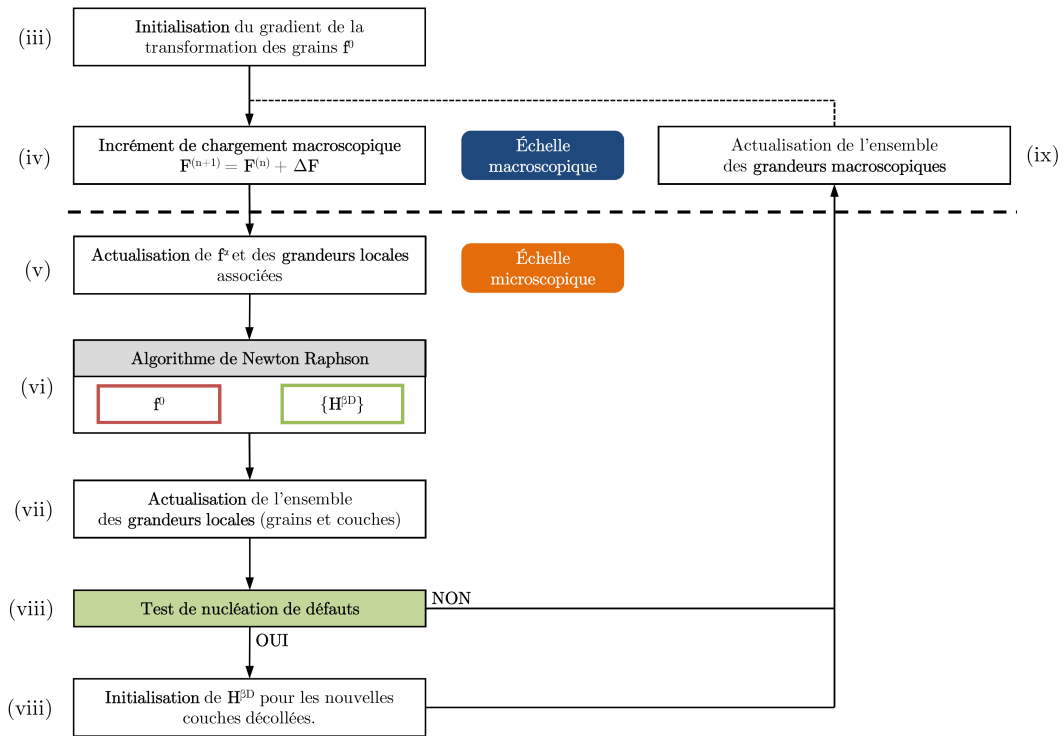 (iii)
Initialisation du gradient de la
transformation des grains f⁰
(iv)
Incrément de chargement macroscopique
F⁽ⁿ⁺¹⁾ = F⁽ⁿ⁾ + ΔF
Échelle
macroscopique
Actualisation de l'ensemble
des grandeurs macroscopiques
(ix)
(v)
Actualisation de fᵅ et des grandeurs locales
associées
Échelle
microscopique
(vi)
Algorithme de Newton Raphson
f⁰
{H^βD}
(vii)
Actualisation de l'ensemble
des grandeurs locales (grains et couches)
(viii)
Test de nucléation de défauts
NON
OUI
(viii)
Initialisation de H^βD pour les nouvelles
couches décollées.